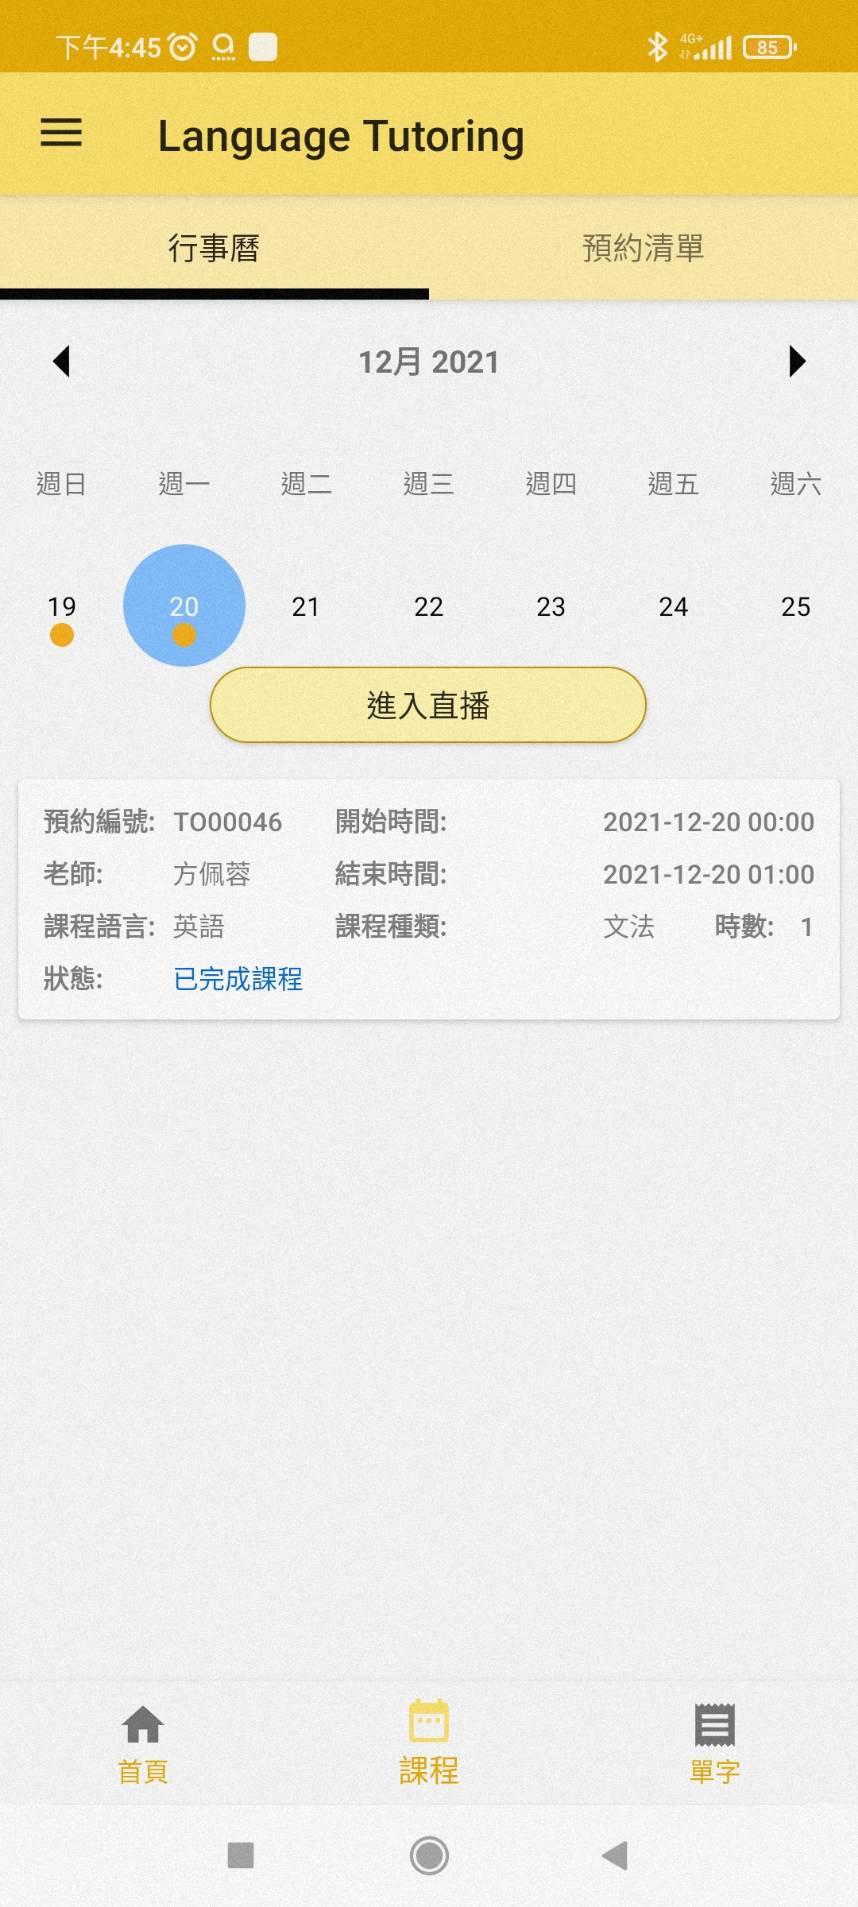 下午4:45 4G+ 85
Language Tutoring
行事曆 預約清單
12月 2021
週日 週一 週二 週三 週四 週五 週六
19 20 21 22 23 24 25
進入直播
預約編號: TO00046 開始時間: 2021-12-20 00:00
老師: 方佩蓉 結束時間: 2021-12-20 01:00
課程語言: 英語 課程種類: 文法 時數: 1
狀態: 已完成課程
首頁 課程 單字